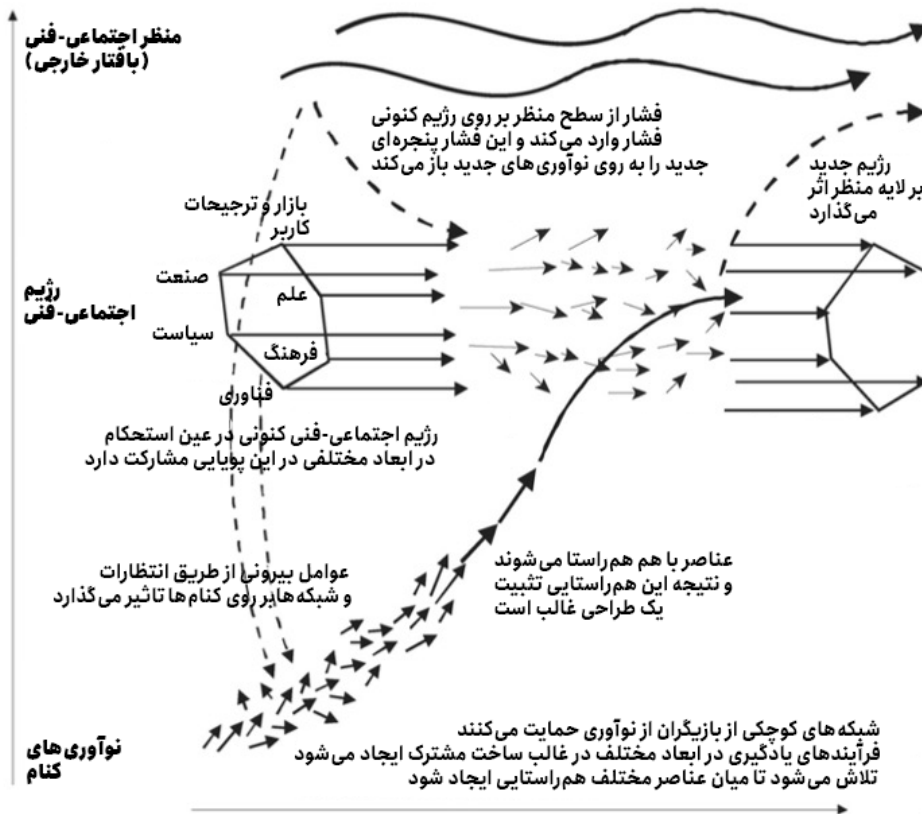 منظر اجتماعی-فنی
(بافتار خارجی)
فشار از سطح منظر بر روی رژیم کنونی
فشار وارد می‌کند و این فشار پنجره‌ای
جدید را به روی نوآوری‌های جدید باز می‌کند
رژیم جدید
بر لایه منظر اثر
می‌گذارد
بازار و ترجیحات
کاربر
صنعت
علم
رژیم
اجتماعی-فنی
سیاست
فرهنگ
فناوری
رژیم اجتماعی-فنی کنونی در عین استحکام
در ابعاد مختلفی در این پویایی مشارکت دارد
عناصر با هم هم‌راستا می‌شوند
و نتیجه این هم‌راستایی تثبیت
یک طراحی غالب است
عوامل بیرونی از طریق انتظارات
و شبکه‌ها بر روی کنام‌ها تاثیر می‌گذارد
نوآوری‌های
کنام
شبکه‌های کوچکی از بازیگران از نوآوری حمایت می‌کنند
فرآیندهای یادگیری در ابعاد مختلف در غالب ساخت مشترک ایجاد می‌شود
تلاش می‌شود تا میان عناصر مختلف هم‌راستایی ایجاد شود